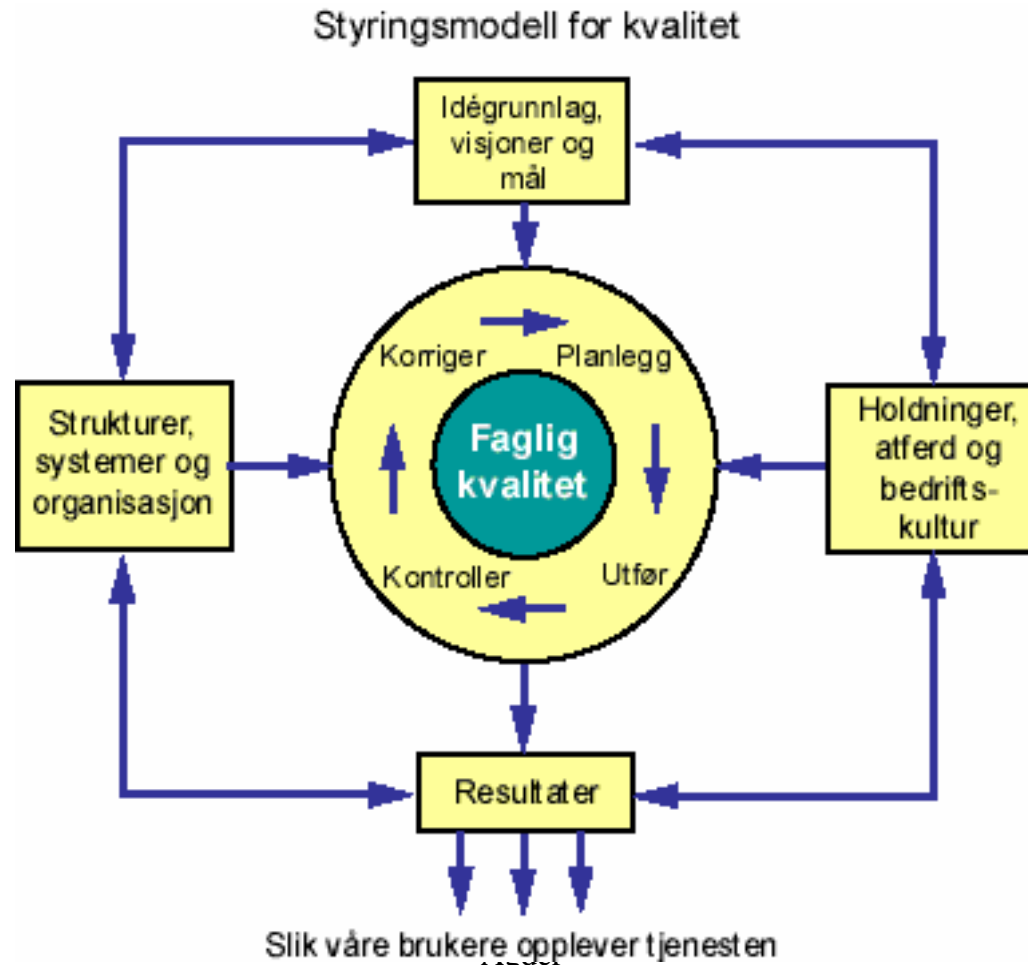 Styringsmodell for kvalitet
Idégrunnlag,
visjoner og
mål
Korriger
Planlegg
Strukturer,
systemer og
organisasjon
Faglig
kvalitet
Holdninger,
atferd og
bedrifts-
kultur
Kontroller
Utfør
Resultater
Slik våre brukere opplever tjenesten